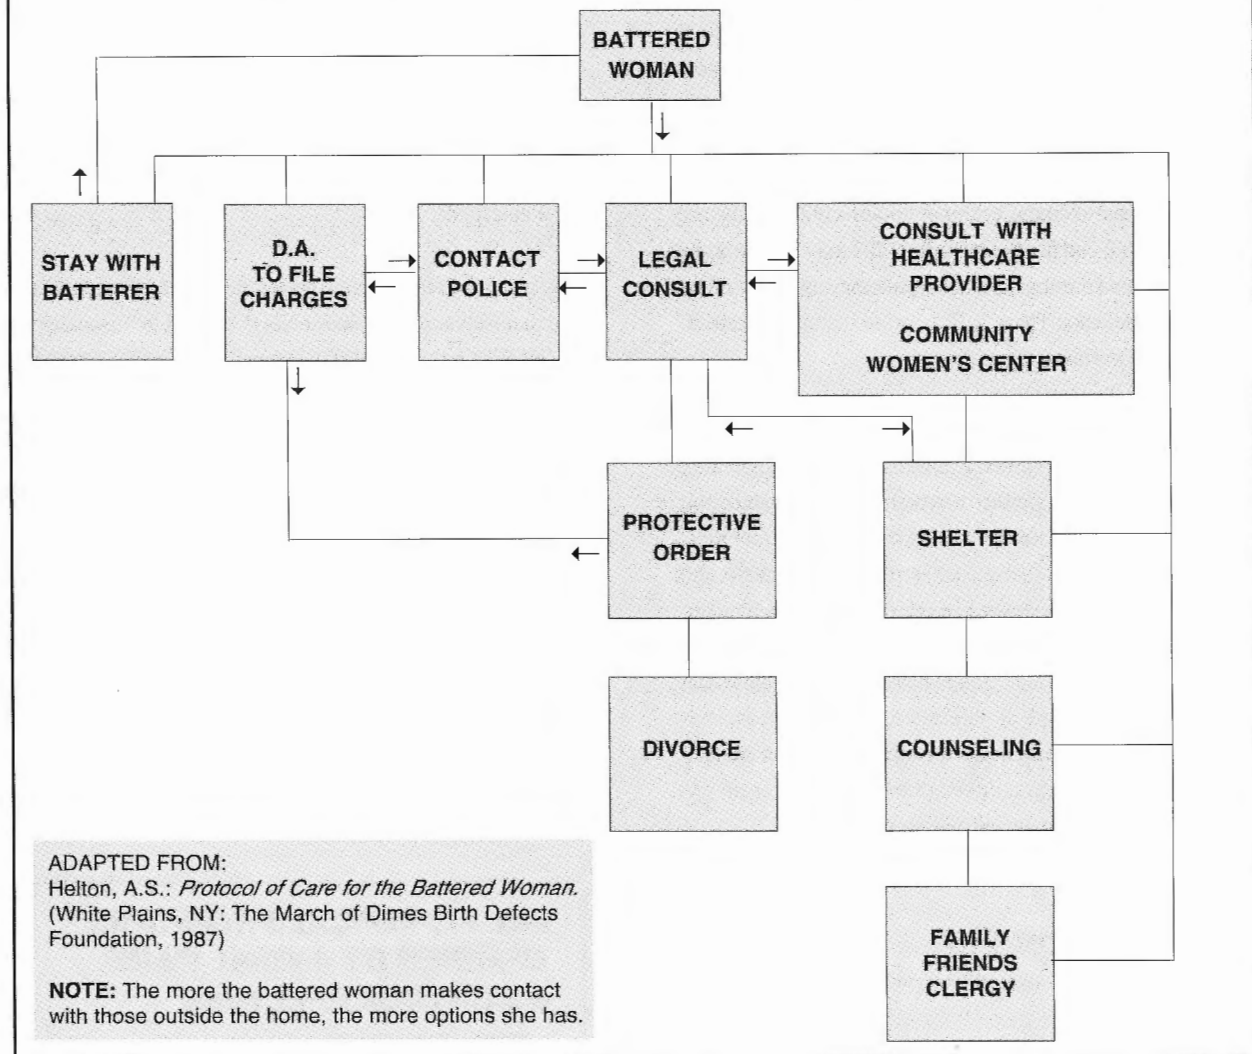 BATTERED
WOMAN
STAY WITH
BATTERER
D.A.
TO FILE
CHARGES
CONTACT
POLICE
LEGAL
CONSULT
CONSULT WITH
HEALTHCARE
PROVIDER
COMMUNITY
WOMEN'S CENTER
PROTECTIVE
ORDER
SHELTER
DIVORCE
COUNSELING
FAMILY
FRIENDS
CLERGY
ADAPTED FROM:
Helton, A.S.: Protocol of Care for the Battered Woman.
(White Plains, NY: The March of Dimes Birth Defects
Foundation, 1987)
NOTE: The more the battered woman makes contact
with those outside the home, the more options she has.